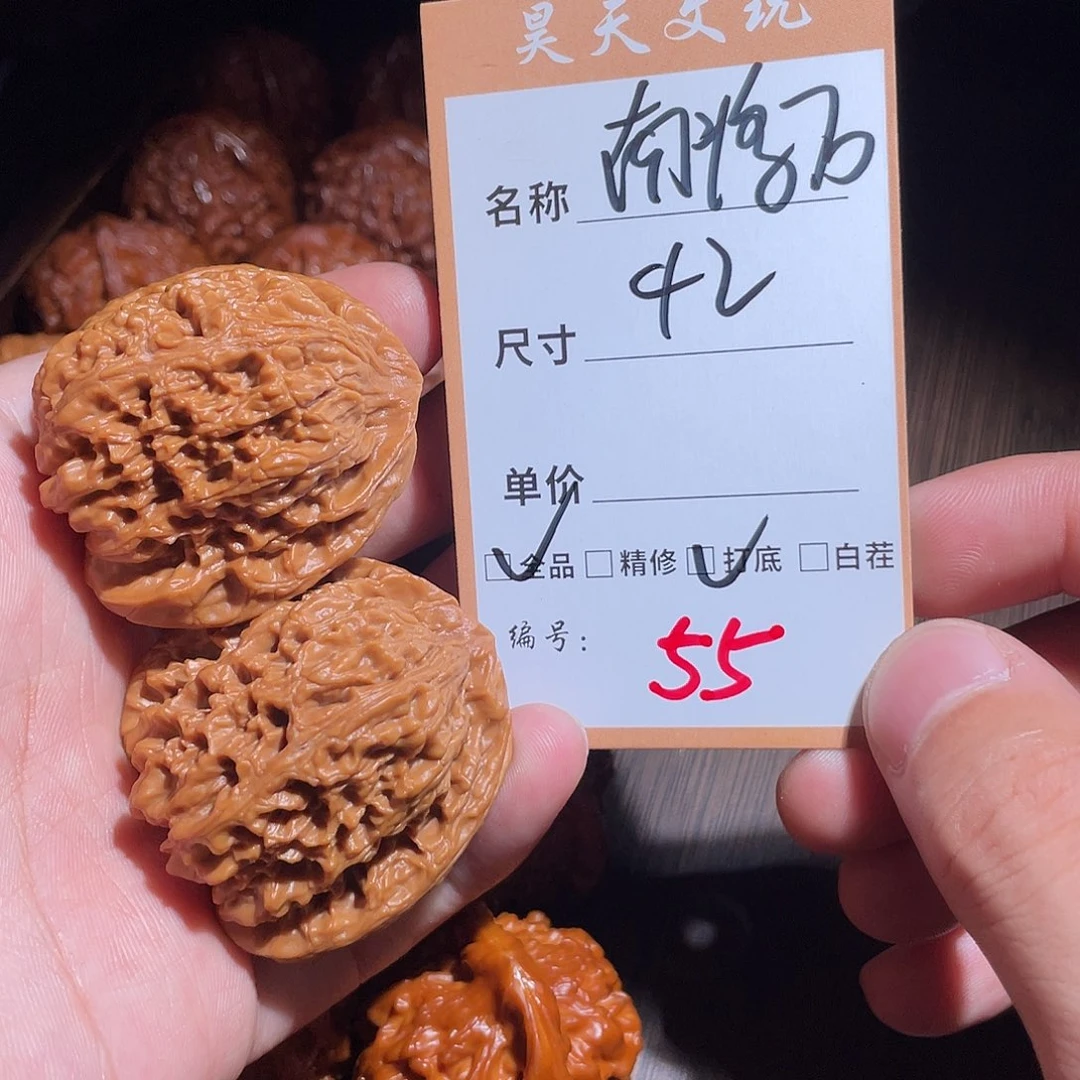 昊天文玩
名称 南将石
尺寸 42
单价
全品 精修 打底 白茬
编号: 55